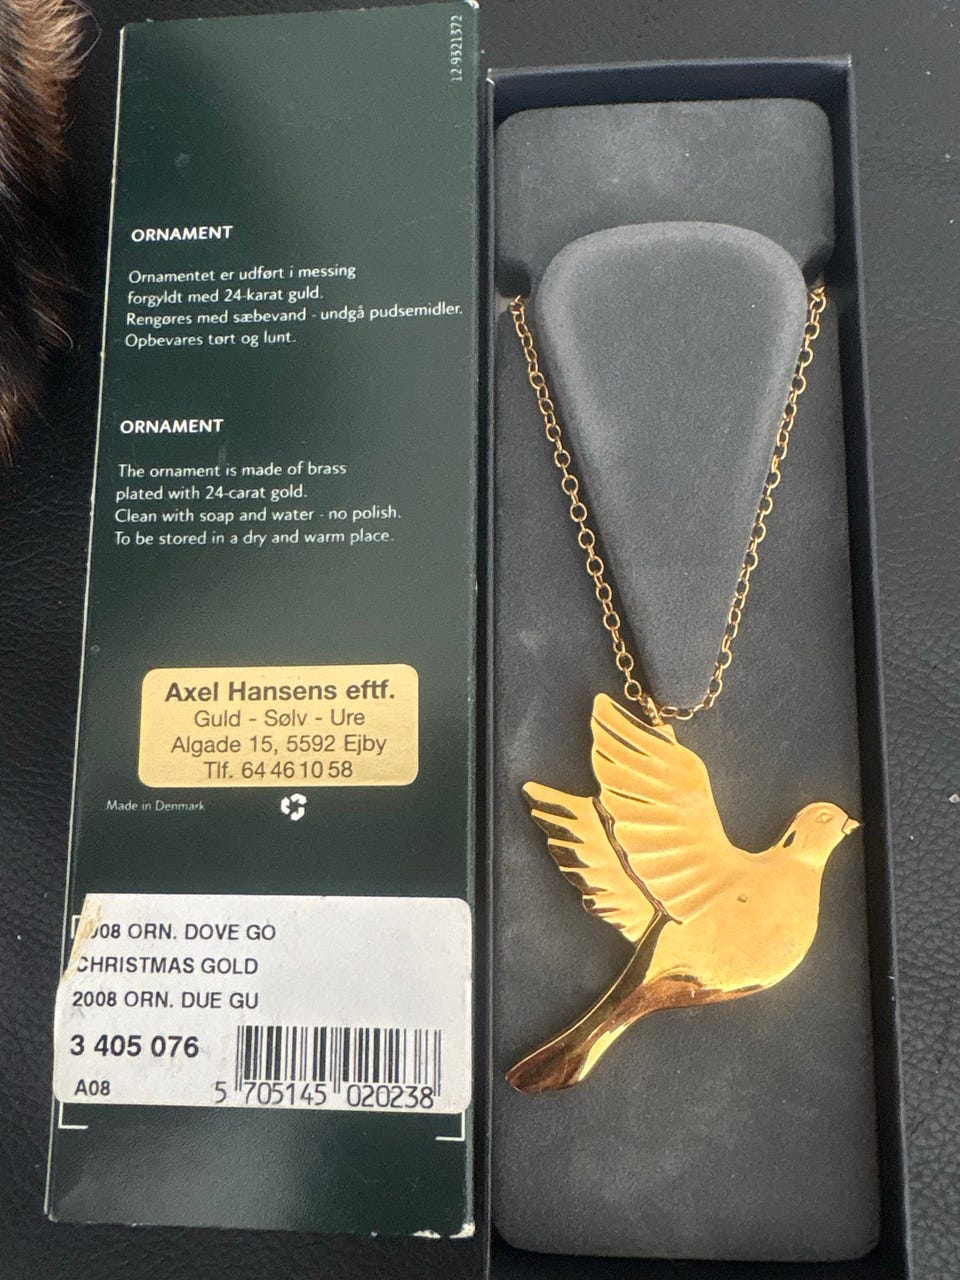 12-9321372
ORNAMENT
Ornamentet er udført i messing
forgyldt med 24-karat guld.
Rengøres med sæbevand - undgå pudsemidler.
Opbevares tørt og lunt.
ORNAMENT
The ornament is made of brass
plated with 24-carat gold.
Clean with soap and water - no polish.
To be stored in a dry and warm place.
Axel Hansens eftf.
Guld - Sølv - Ure
Algade 15, 5592 Ejby
Tlf. 64 46 10 58
Made in Denmark
008 ORN. DOVE GO
CHRISTMAS GOLD
2008 ORN. DUE GU
3 405 076
A08
5 705145 020238